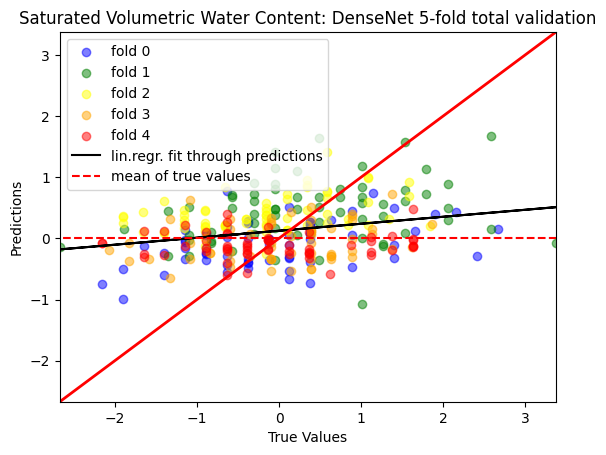 Saturated Volumetric Water Content: DenseNet 5-fold total validation
fold 0
fold 1
fold 2
fold 3
fold 4
lin.regr. fit through predictions
mean of true values
Predictions
3
2
1
0
−1
−2
−2
−1
0
1
2
3
True Values